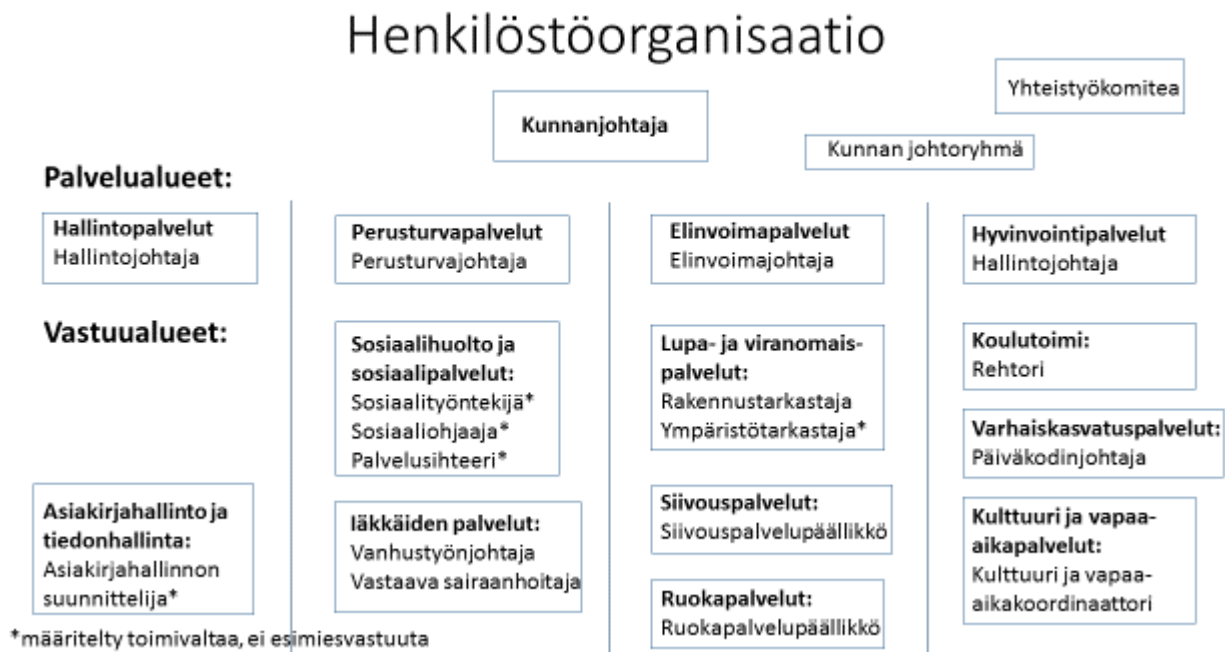 Henkilöstöorganisaatio
Yhteistyökomitea
Kunnanjohtaja
Kunnan johtoryhmä
Palvelualueet:
Hallintopalvelut
Hallintojohtaja
Perusturvapalvelut
Perusturvajohtaja
Elinvoimapalvelut
Elinvoimajohtaja
Hyvinvointipalvelut
Hallintojohtaja
Vastuualueet:
Asiakirjahallinto ja
tiedonhallinta:
Asiakirjahallinnon
suunnittelija*
Sosiaalihuolto ja
sosiaalipalvelut:
Sosiaalityöntekijä*
Sosiaaliohjaaja*
Palvelusihteeri*
Iäkkäiden palvelut:
Vanhustyönjohtaja
Vastaava sairaanhoitaja
Lupa- ja viranomais-
palvelut:
Rakennustarkastaja
Ympäristötarkastaja*
Siivouspalvelut:
Siivouspalvelupäällikkö
Ruokapalvelut:
Ruokapalvelupäällikkö
Koulutoimi:
Rehtori
Varhaiskasvatuspalvelut:
Päiväkodinjohtaja
Kulttuuri ja vapaa-
aikapalvelut:
Kulttuuri ja vapaa-
aikakoordinaattori
*määritelty toimivaltaa, ei esimiesvastuuta